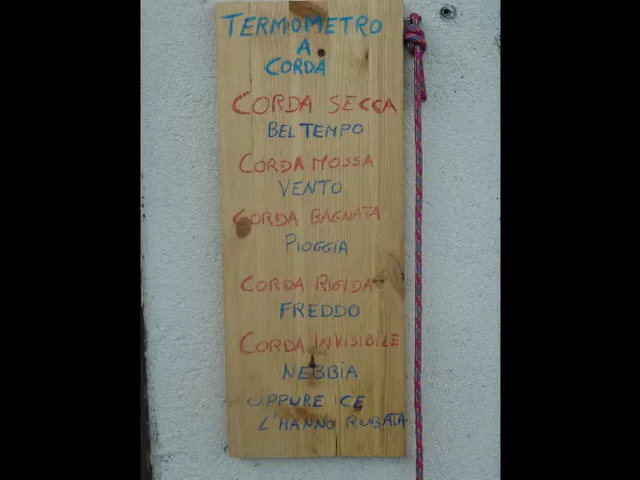 TERMOMETRO
A
CORDA
CORDA SECCA
BEL TEMPO
CORDA MOSSA
VENTO
CORDA BAGNATA
PIOGGIA
CORDA RIGIDA
FREDDO
CORDA INVISIBILE
NEBBIA
OPPURE CE
L'HANNO RUBATA